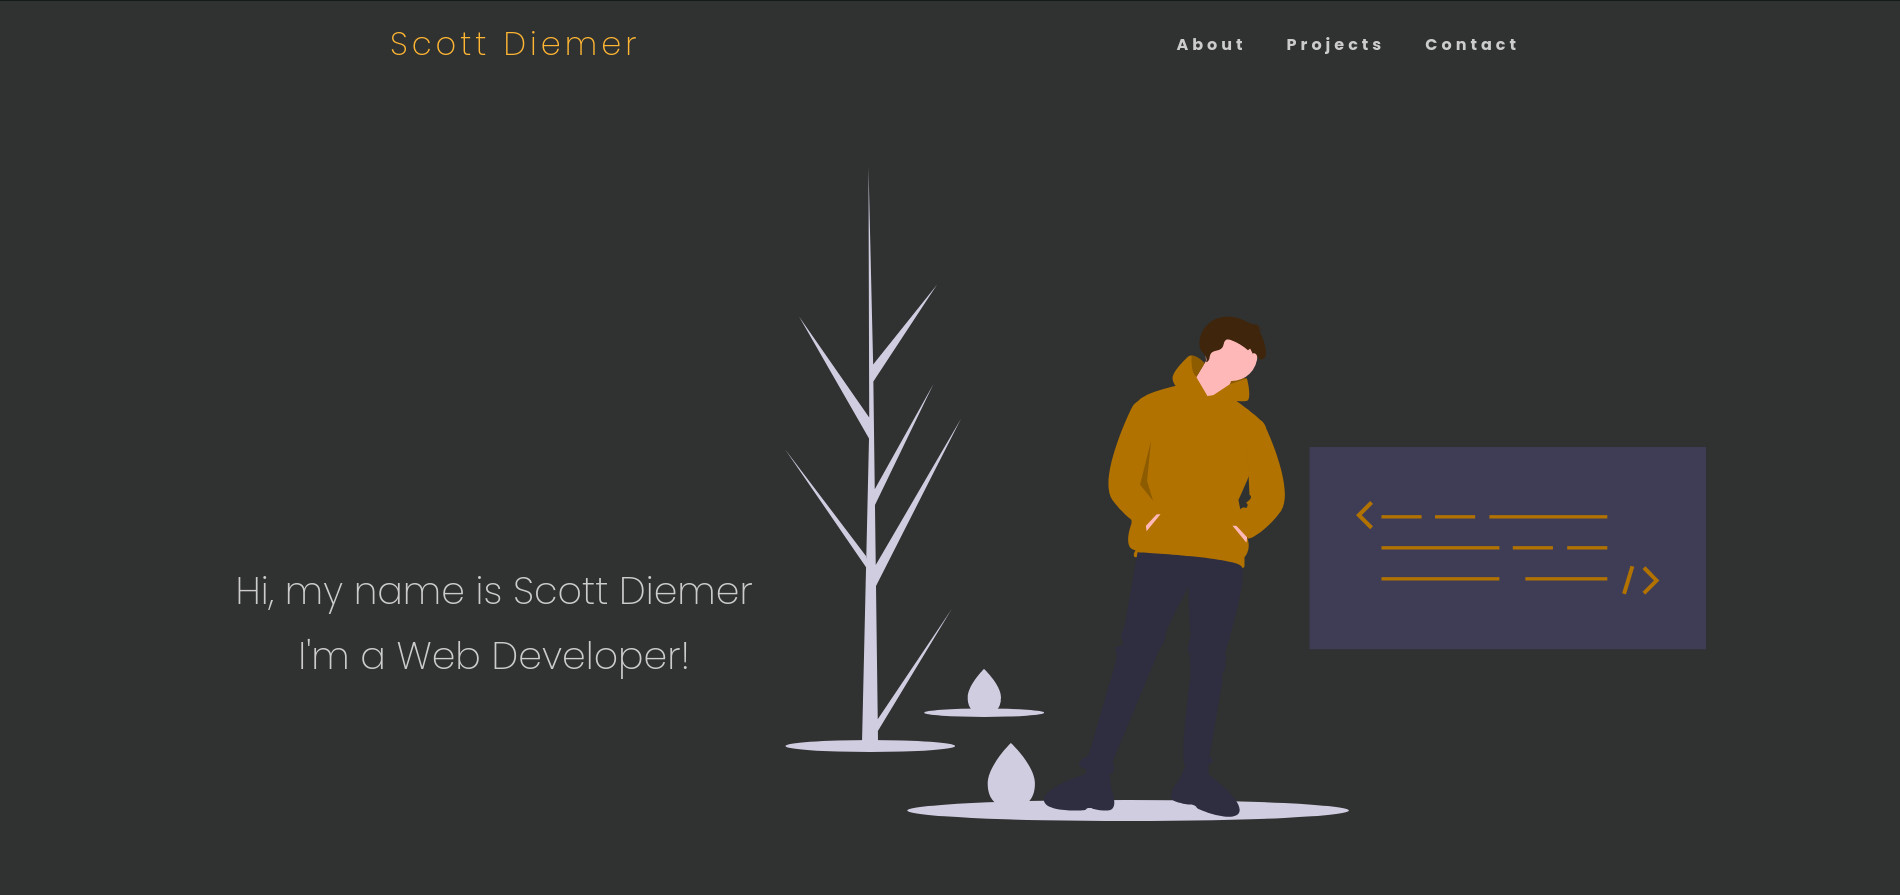 Scott Diemer
About Projects Contact
Hi, my name is Scott Diemer
I'm a Web Developer!